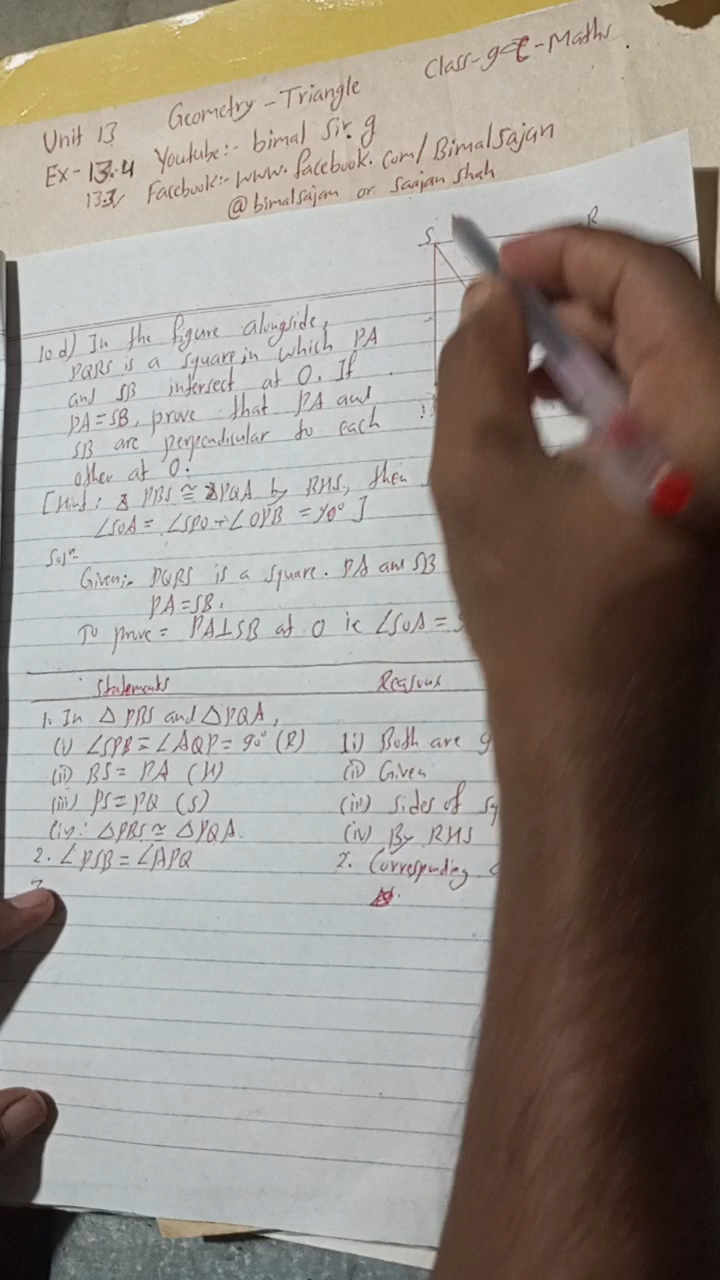 Unit 13 Geometry - Triangle Class-9 - Maths
Ex- 13.4 Youtube:- bimal sir. g
13.3/ Facebook:- www.facebook.com/Bimalsajan
@bimalsajan or Saajan Shah
S R
10.d) In the figure alongside,
PQRS is a square in which PA
and SB intersect at O. If
PA = SB, prove that PA and
SB are perpendicular to each
other at O.
[Hint: Δ PBS ≅ ΔPQA by RHS, then
∠SOA = ∠SPO + ∠OPB = 90° ]
Solⁿ
Given:- PQRS is a square. PA and SB
PA = SB.
To prove = PA⊥SB at O ie ∠SOA =
Statements Reasons
1. In Δ PBS and ΔPQA,
(i) ∠SPB = ∠AQP = 90° (R) 1i) Both are 9
(ii) BS = PA (H) (ii) Given
(iii) PS = PQ (S) (iii) Sides of
(iv) ∴ ΔPBS ≅ ΔPQA. (iv) By RHS
2. ∠PSB = ∠APQ 2. Corresponding